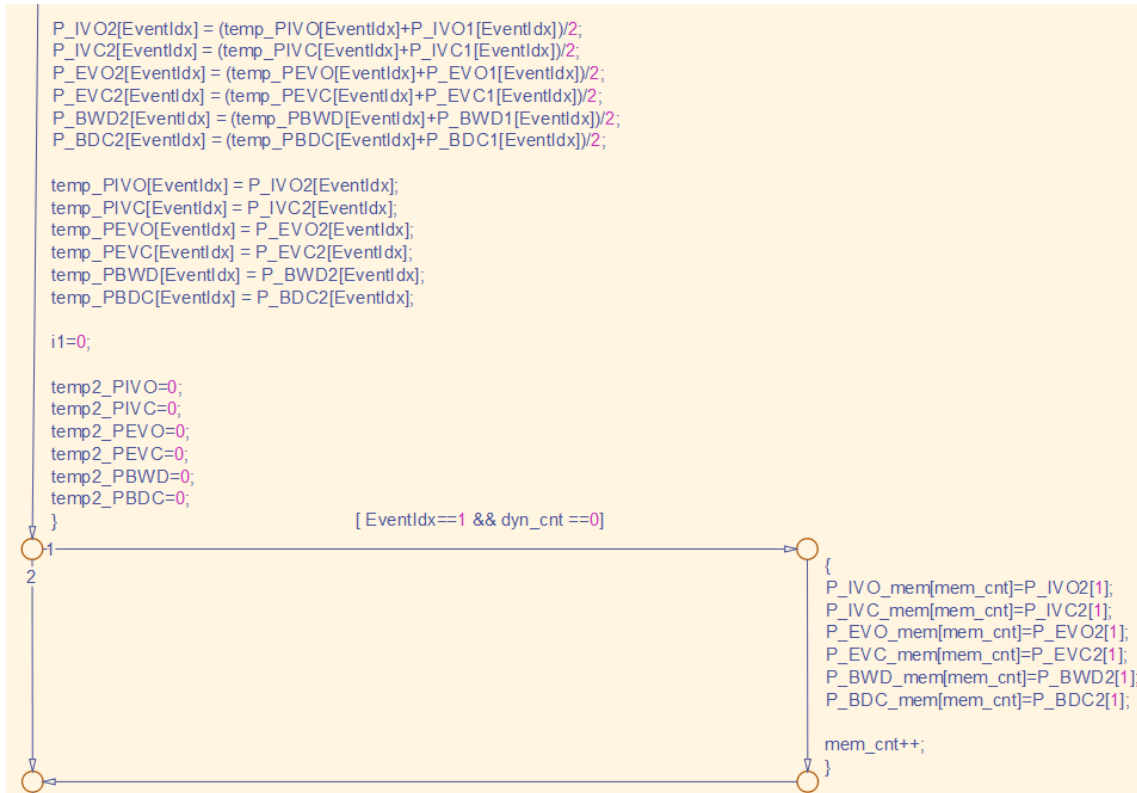 P_IVO2[EventIdx] = (temp_PIVO[EventIdx]+P_IVO1[EventIdx])/2;
P_IVC2[EventIdx] = (temp_PIVC[EventIdx]+P_IVC1[EventIdx])/2;
P_EVO2[EventIdx] = (temp_PEVO[EventIdx]+P_EVO1[EventIdx])/2;
P_EVC2[EventIdx] = (temp_PEVC[EventIdx]+P_EVC1[EventIdx])/2;
P_BWD2[EventIdx] = (temp_PBWD[EventIdx]+P_BWD1[EventIdx])/2;
P_BDC2[EventIdx] = (temp_PBDC[EventIdx]+P_BDC1[EventIdx])/2;
temp_PIVO[EventIdx] = P_IVO2[EventIdx];
temp_PIVC[EventIdx] = P_IVC2[EventIdx];
temp_PEVO[EventIdx] = P_EVO2[EventIdx];
temp_PEVC[EventIdx] = P_EVC2[EventIdx];
temp_PBWD[EventIdx] = P_BWD2[EventIdx];
temp_PBDC[EventIdx] = P_BDC2[EventIdx];
i1=0;
temp2_PIVO=0;
temp2_PIVC=0;
temp2_PEVO=0;
temp2_PEVC=0;
temp2_PBWD=0;
temp2_PBDC=0;
}
[ EventIdx==1 && dyn_cnt ==0]
1
2
{
P_IVO_mem[mem_cnt]=P_IVO2[1];
P_IVC_mem[mem_cnt]=P_IVC2[1];
P_EVO_mem[mem_cnt]=P_EVO2[1];
P_EVC_mem[mem_cnt]=P_EVC2[1];
P_BWD_mem[mem_cnt]=P_BWD2[1];
P_BDC_mem[mem_cnt]=P_BDC2[1];
mem_cnt++;
}